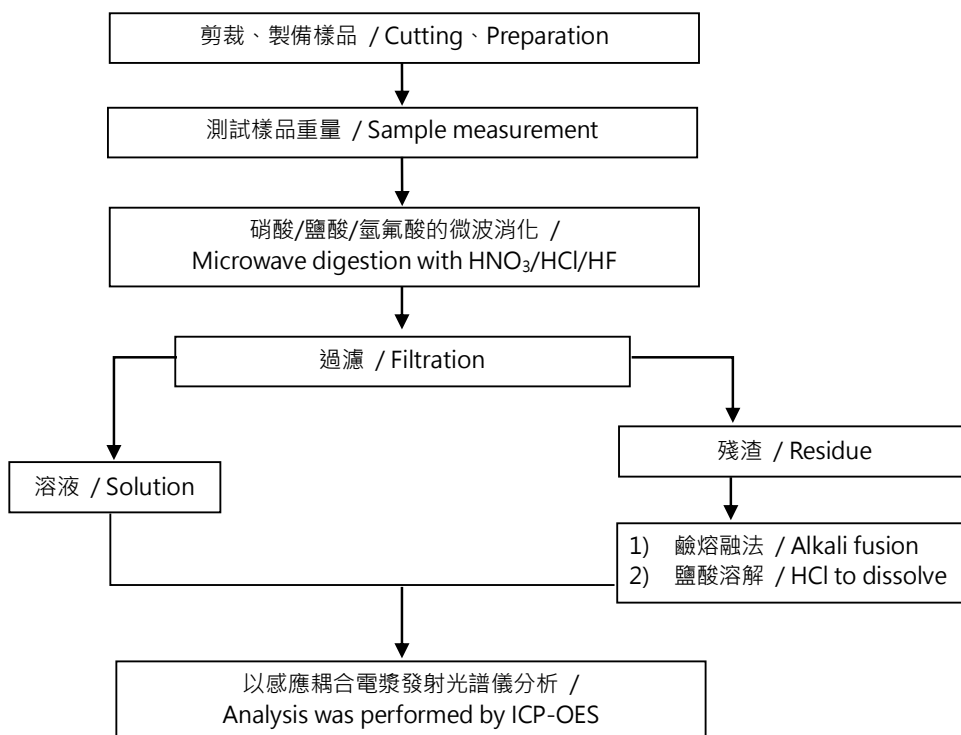 剪裁、製備樣品 / Cutting、Preparation
測試樣品重量 / Sample measurement
硝酸/鹽酸/氫氟酸的微波消化 /
Microwave digestion with HNO₃/HCl/HF
過濾 / Filtration
溶液 / Solution
殘渣 / Residue
1) 鹼熔融法 / Alkali fusion
2) 鹽酸溶解 / HCl to dissolve
以感應耦合電漿發射光譜儀分析 /
Analysis was performed by ICP-OES